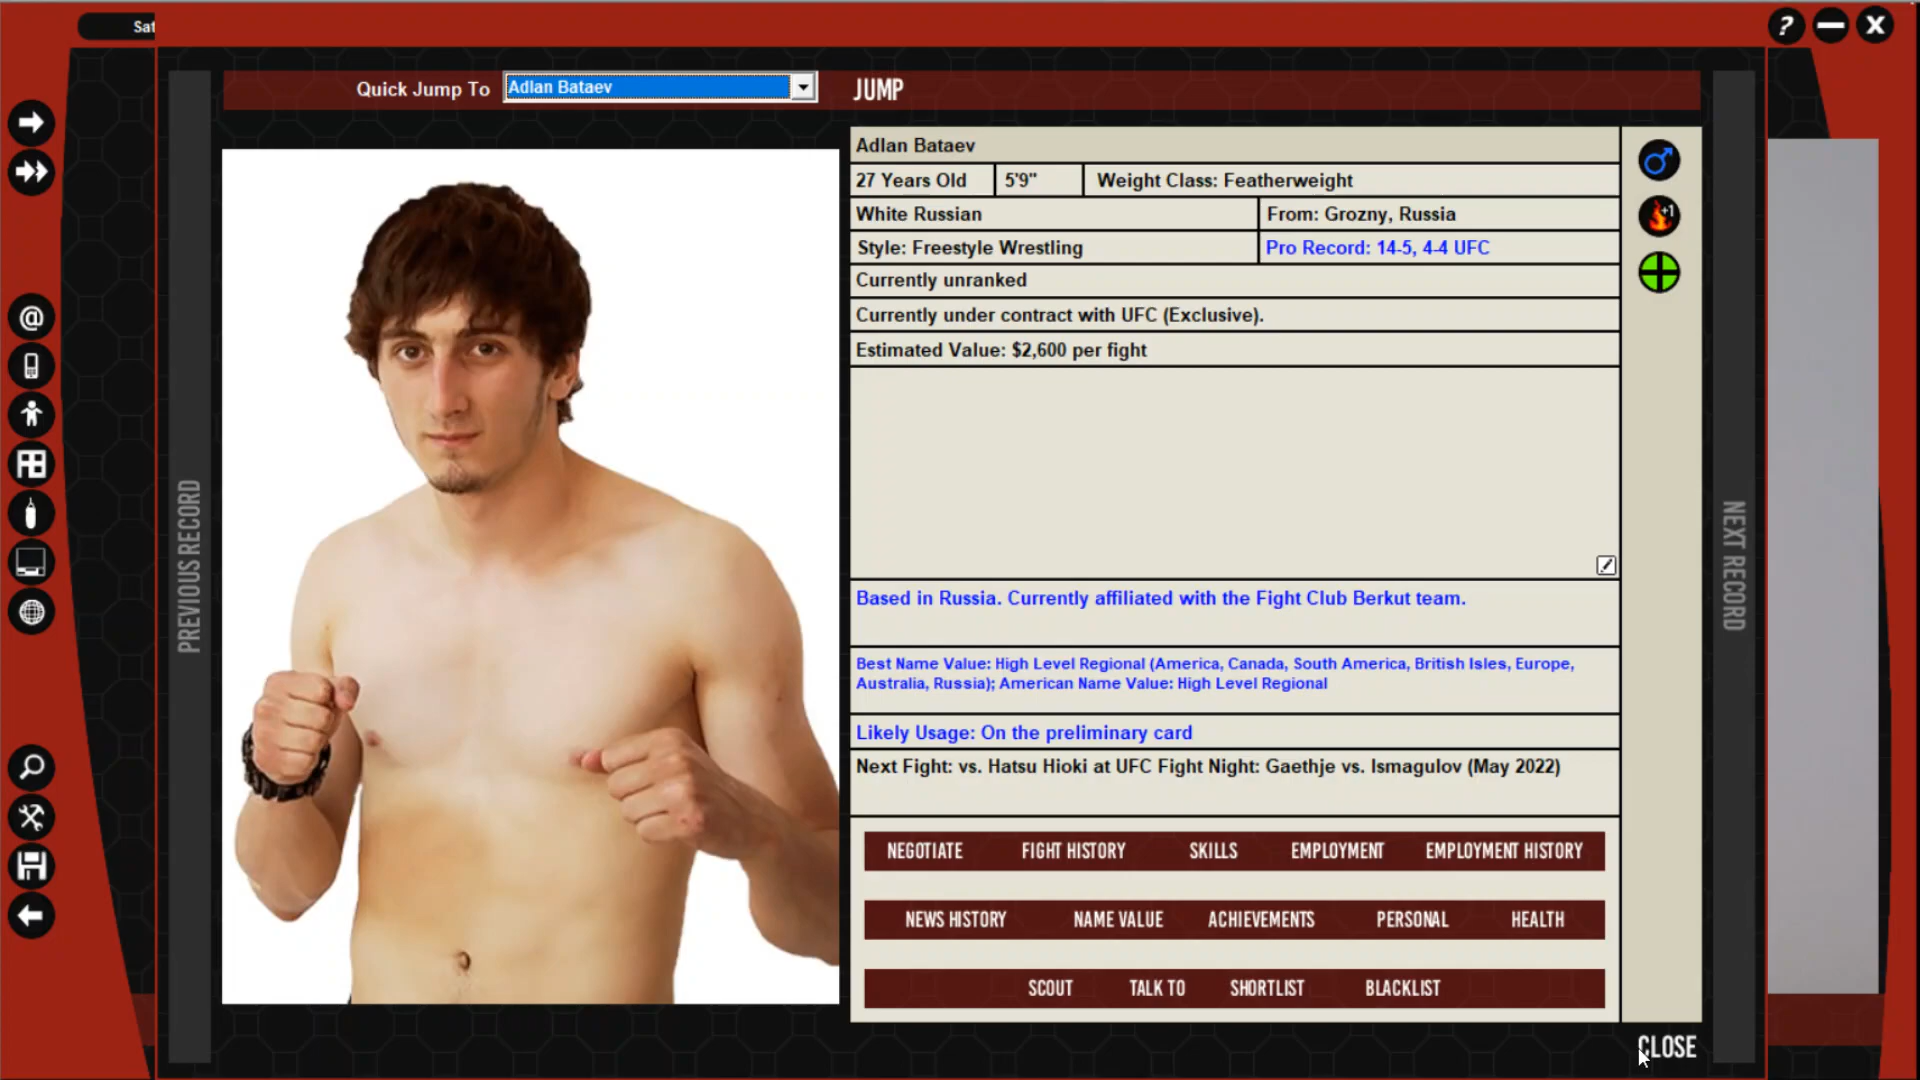 Sat
?
X
Quick Jump To
Adlan Bataev
JUMP
Adlan Bataev
27 Years Old
5'9"
Weight Class: Featherweight
White Russian
From: Grozny, Russia
Style: Freestyle Wrestling
Pro Record: 14-5, 4-4 UFC
Currently unranked
Currently under contract with UFC (Exclusive).
Estimated Value: $2,600 per fight
+1
@
PREVIOUS RECORD
NEXT RECORD
Based in Russia. Currently affiliated with the Fight Club Berkut team.
Best Name Value: High Level Regional (America, Canada, South America, British Isles, Europe,
Australia, Russia); American Name Value: High Level Regional
Likely Usage: On the preliminary card
Next Fight: vs. Hatsu Hioki at UFC Fight Night: Gaethje vs. Ismagulov (May 2022)
NEGOTIATE
FIGHT HISTORY
SKILLS
EMPLOYMENT
EMPLOYMENT HISTORY
NEWS HISTORY
NAME VALUE
ACHIEVEMENTS
PERSONAL
HEALTH
SCOUT
TALK TO
SHORTLIST
BLACKLIST
CLOSE